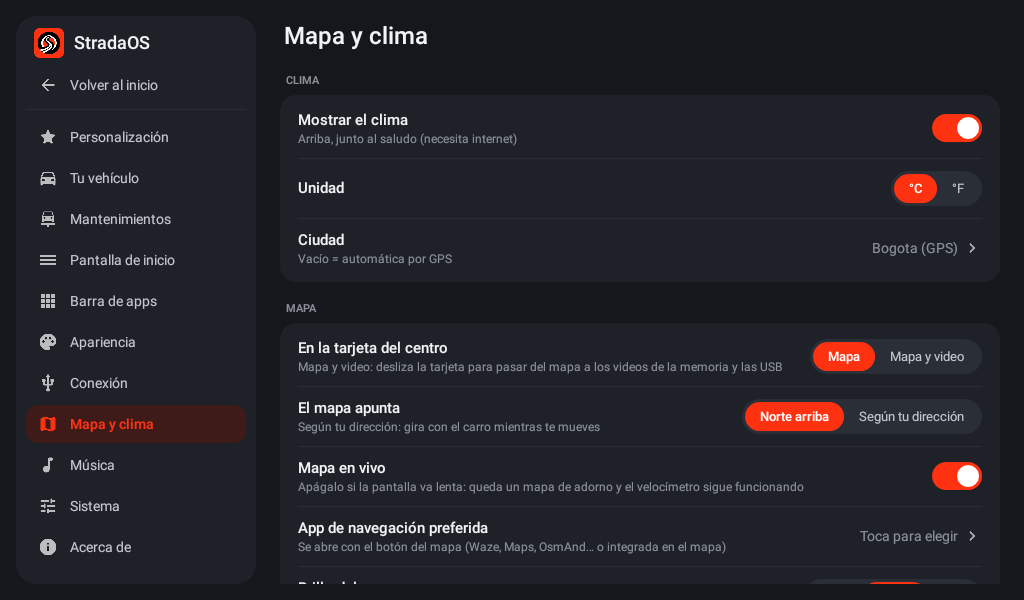 StradaOS
Volver al inicio
Personalización
Tu vehículo
Mantenimientos
Pantalla de inicio
Barra de apps
Apariencia
Conexión
Mapa y clima
Música
Sistema
Acerca de
Mapa y clima
CLIMA
Mostrar el clima
Arriba, junto al saludo (necesita internet)
Unidad
°C
°F
Ciudad
Vacío = automática por GPS
Bogota (GPS)
MAPA
En la tarjeta del centro
Mapa y video: desliza la tarjeta para pasar del mapa a los videos de la memoria y las USB
Mapa
Mapa y video
El mapa apunta
Según tu dirección: gira con el carro mientras te mueves
Norte arriba
Según tu dirección
Mapa en vivo
Apágalo si la pantalla va lenta: queda un mapa de adorno y el velocímetro sigue funcionando
App de navegación preferida
Se abre con el botón del mapa (Waze, Maps, OsmAnd... o integrada en el mapa)
Toca para elegir